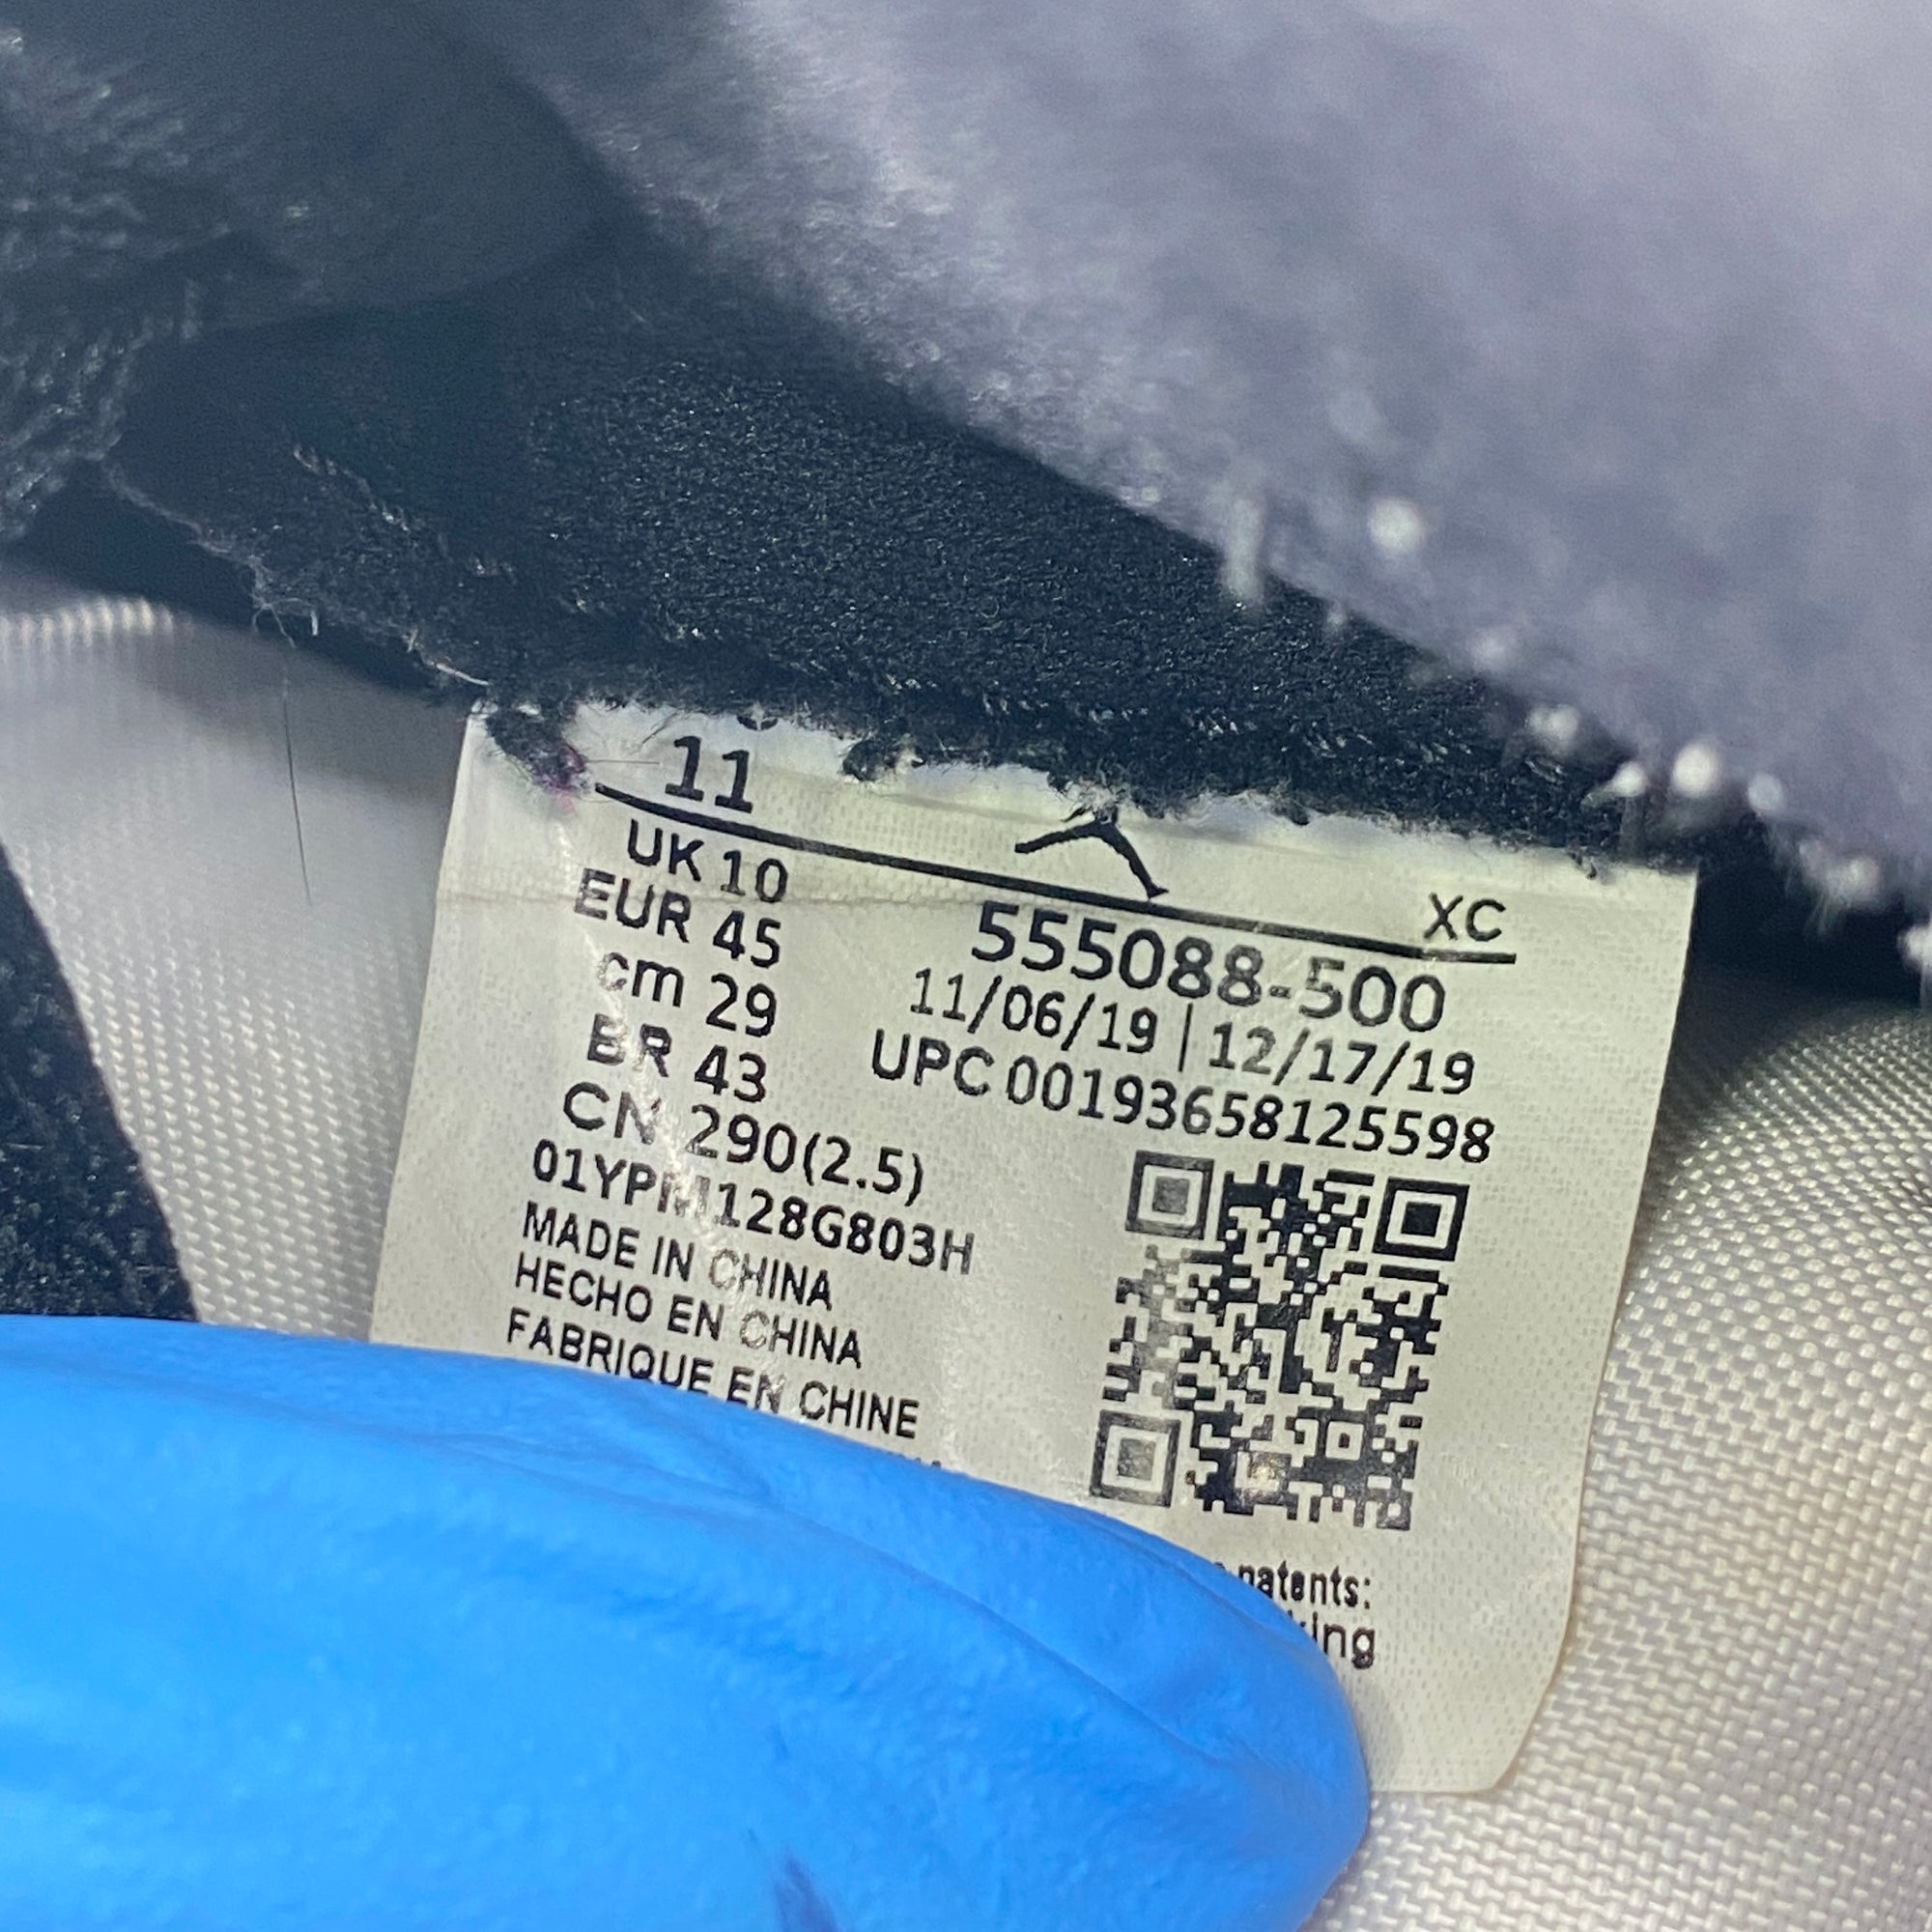 11
XC
UK 10
EUR 45
cm 29
BR 43
CN 290(2.5)
555088-500
11/06/19 | 12/17/19
UPC 00193658125598
01YPM128G803H
MADE IN CHINA
HECHO EN CHINA
FABRIQUE EN CHINE
patents: